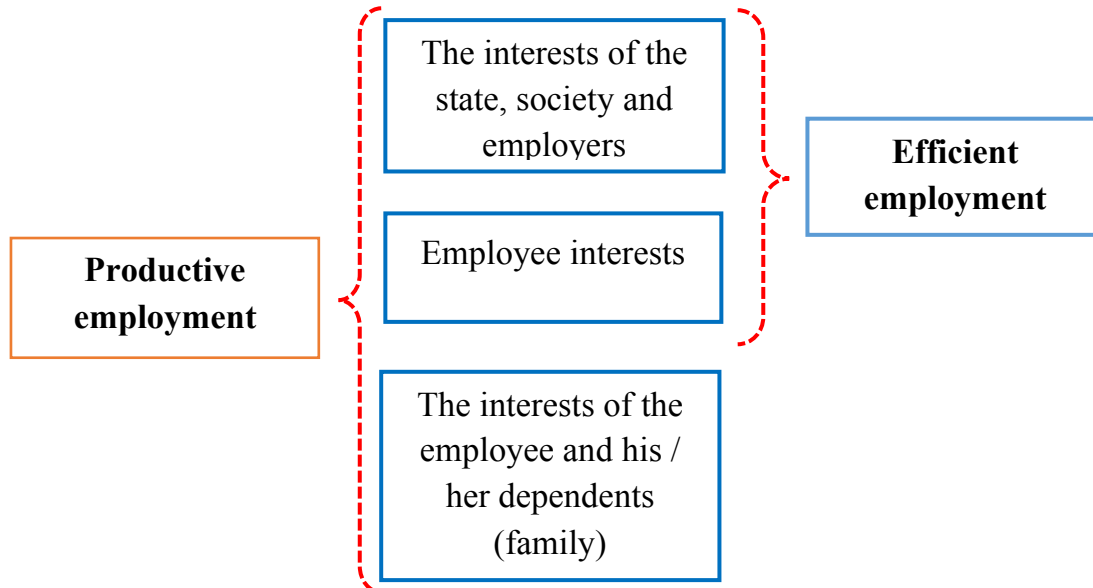 The interests of the
state, society and
employers
Efficient
employment
Employee interests
Productive
employment
The interests of the
employee and his /
her dependents
(family)